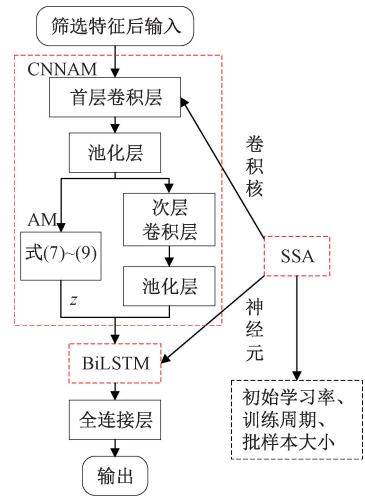 筛选特征后输入
CNNAM
首层卷积层
池化层
卷积核
AM
次层
卷积层
式(7)~(9)
SSA
z
池化层
神经元
BiLSTM
初始学习率、
训练周期、
批样本大小
全连接层
输出